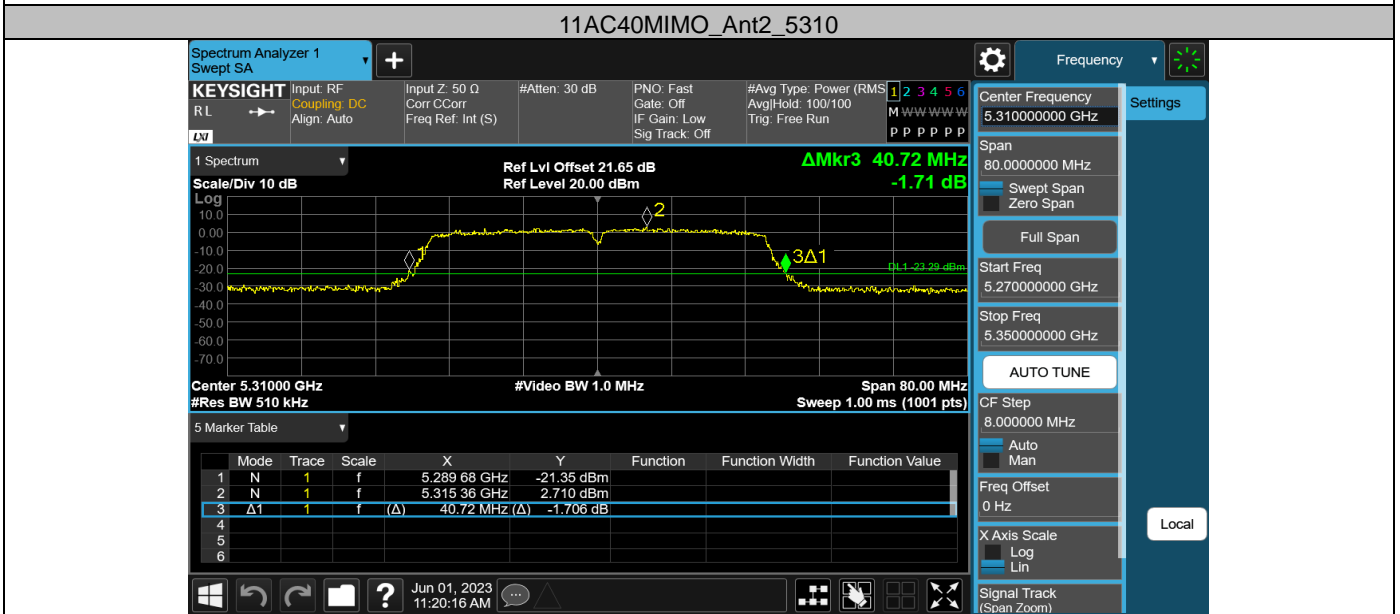 11AC40MIMO_Ant2_5310
Spectrum Analyzer 1
Swept SA
+
Frequency
KEYSIGHT
RL
LXI
Input: RF
Coupling: DC
Align: Auto
Input Z: 50 Ω
Corr CCorr
Freq Ref: Int (S)
#Atten: 30 dB
PNO: Fast
Gate: Off
IF Gain: Low
Sig Track: Off
#Avg Type: Power (RMS
Avg|Hold: 100/100
Trig: Free Run
1 2 3 4 5 6
M W W W W W
P P P P P P
1 Spectrum
Scale/Div 10 dB
Ref Lvl Offset 21.65 dB
Ref Level 20.00 dBm
ΔMkr3 40.72 MHz
-1.71 dB
Log
10.0
0.00
-10.0
-20.0
-30.0
-40.0
-50.0
-60.0
-70.0
1
2
3Δ1
DL1 -23.29 dBm
Center 5.31000 GHz
#Video BW 1.0 MHz
Span 80.00 MHz
#Res BW 510 kHz
Sweep 1.00 ms (1001 pts)
5 Marker Table
Mode Trace Scale X Y Function Function Width Function Value
1 N 1 f 5.289 68 GHz -21.35 dBm
2 N 1 f 5.315 36 GHz 2.710 dBm
3 Δ1 1 f (Δ) 40.72 MHz (Δ) -1.706 dB
4
5
6
?
Jun 01, 2023
11:20:16 AM
Center Frequency
5.310000000 GHz
Settings
Span
80.0000000 MHz
Swept Span
Zero Span
Full Span
Start Freq
5.270000000 GHz
Stop Freq
5.350000000 GHz
AUTO TUNE
CF Step
8.000000 MHz
Auto
Man
Freq Offset
0 Hz
X Axis Scale
Log
Lin
Local
Signal Track
(Span Zoom)